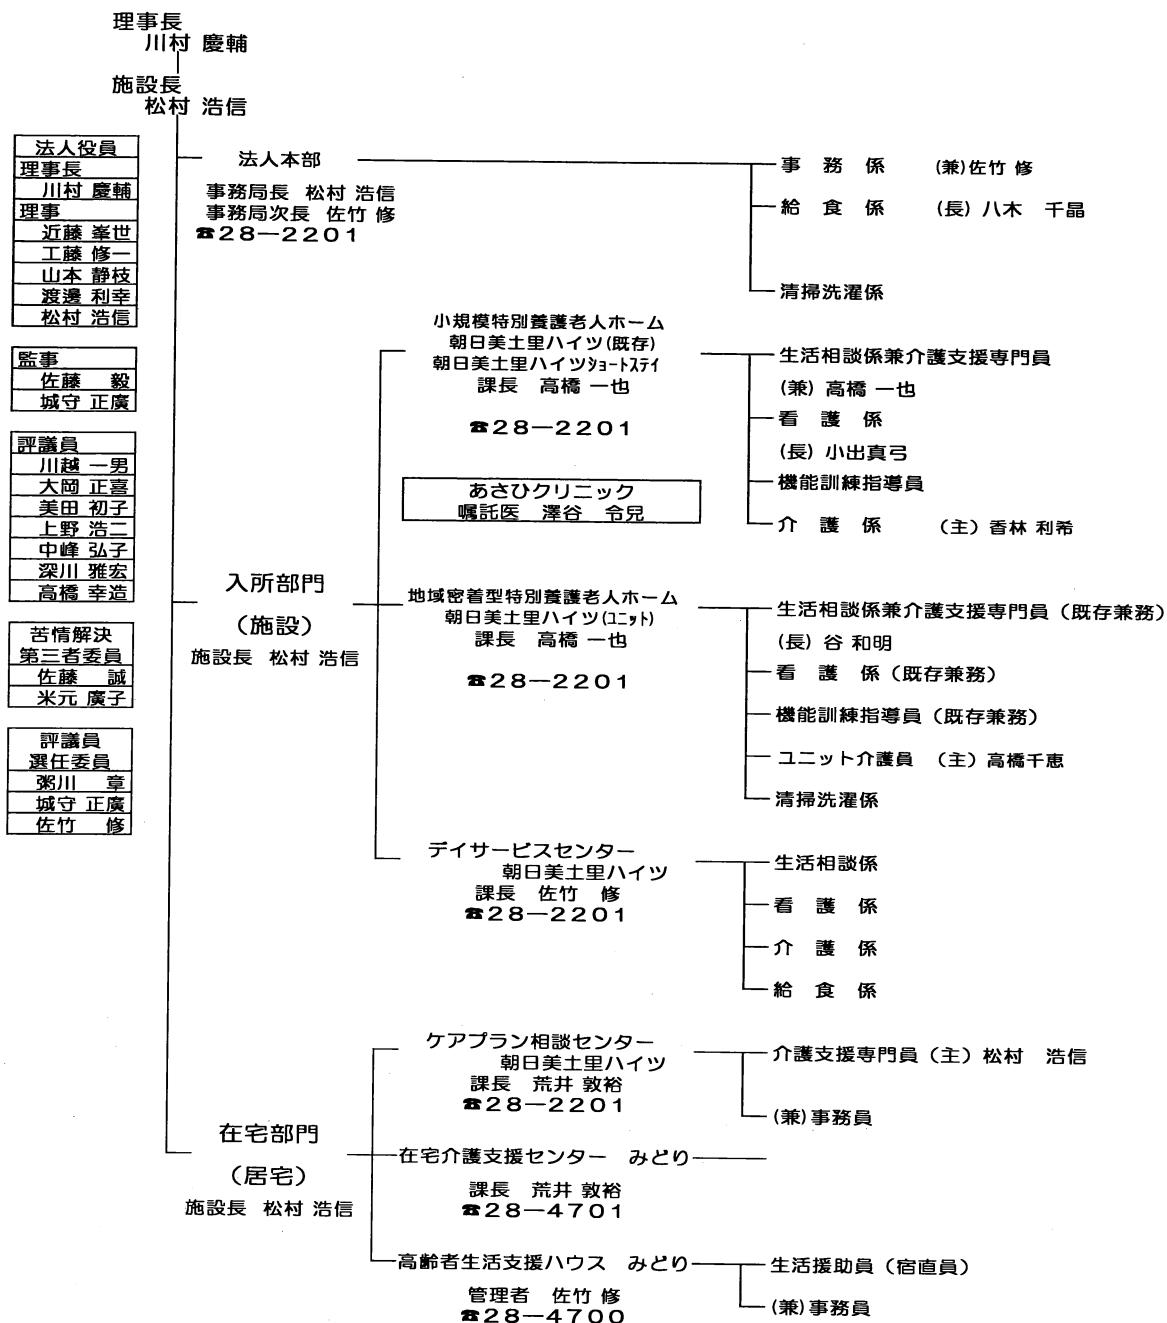 理事長
川村 慶輔
施設長
松村 浩信
法人役員
理事長
川村 慶輔
理事
近藤 峯世
工藤 修一
山本 静枝
渡邊 利幸
松村 浩信
監事
佐藤　毅
城守 正廣
評議員
川越 一男
大岡 正喜
美田 初子
上野 浩二
中峰 弘子
深川 雅宏
高橋 幸造
苦情解決
第三者委員
佐藤　誠
米元 廣子
評議員
選任委員
粥川　章
城守 正廣
佐竹　修
法人本部
事務局長　松村 浩信
事務局次長　佐竹 修
☎28―2201
事　務　係　　(兼)佐竹 修
給　食　係　　(長) 八木　千晶
清掃洗濯係
入所部門
（施設）
施設長　松村 浩信
小規模特別養護老人ホーム
朝日美土里ハイツ(既存)
朝日美土里ハイツｼｮｰﾄｽﾃｲ
課長　高橋 一也
☎28―2201
生活相談係兼介護支援専門員
(兼) 高橋 一也
看　護　係
(長) 小出真弓
機能訓練指導員
介　護　係　　（主）香林 利希
あさひクリニック
嘱託医　澤谷　令兒
地域密着型特別養護老人ホーム
朝日美土里ハイツ(ﾕﾆｯﾄ)
課長　高橋 一也
☎28―2201
生活相談係兼介護支援専門員（既存兼務）
(長) 谷 和明
看　護　係（既存兼務）
機能訓練指導員（既存兼務）
ユニット介護員　（主）高橋千恵
清掃洗濯係
デイサービスセンター
朝日美土里ハイツ
課長　佐竹　修
☎28―2201
生活相談係
看　護　係
介　護　係
給　食　係
在宅部門
（居宅）
施設長　松村 浩信
ケアプラン相談センター
朝日美土里ハイツ
課長　荒井 敦裕
☎28―2201
介護支援専門員（主）松村　浩信
(兼)事務員
在宅介護支援センター　みどり
課長　荒井 敦裕
☎28―4701
高齢者生活支援ハウス　みどり
管理者　佐竹 修
☎28―4700
生活援助員（宿直員）
(兼)事務員